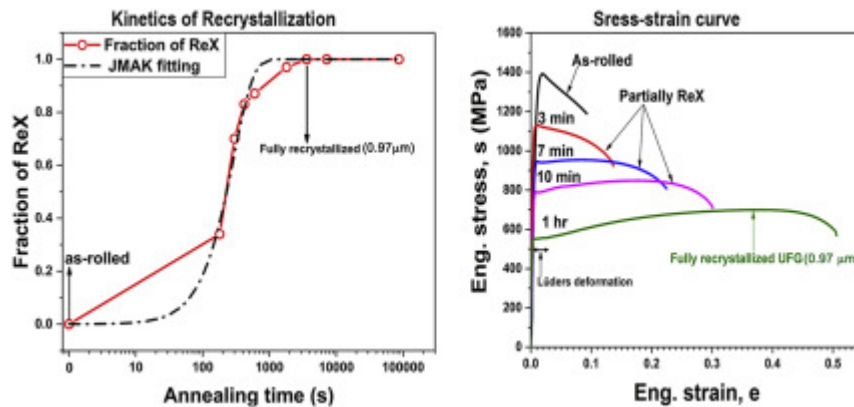 Kinetics of Recrystallization
Fraction of ReX
JMAK fitting
Fully recrystallized (0.97μm)
as-rolled
Fraction of ReX
1.0
0.8
0.6
0.4
0.2
0.0
0
10
100
1000
10000
100000
Annealing time (s)
Sress-strain curve
As-rolled
Partially ReX
3 min
7 min
10 min
1 hr
Fully recrystallized UFG(0.97 μm)
Lüders deformation
Eng. stress, s (MPa)
1600
1400
1200
1000
800
600
400
200
0
0.0
0.1
0.2
0.3
0.4
0.5
Eng. strain, e